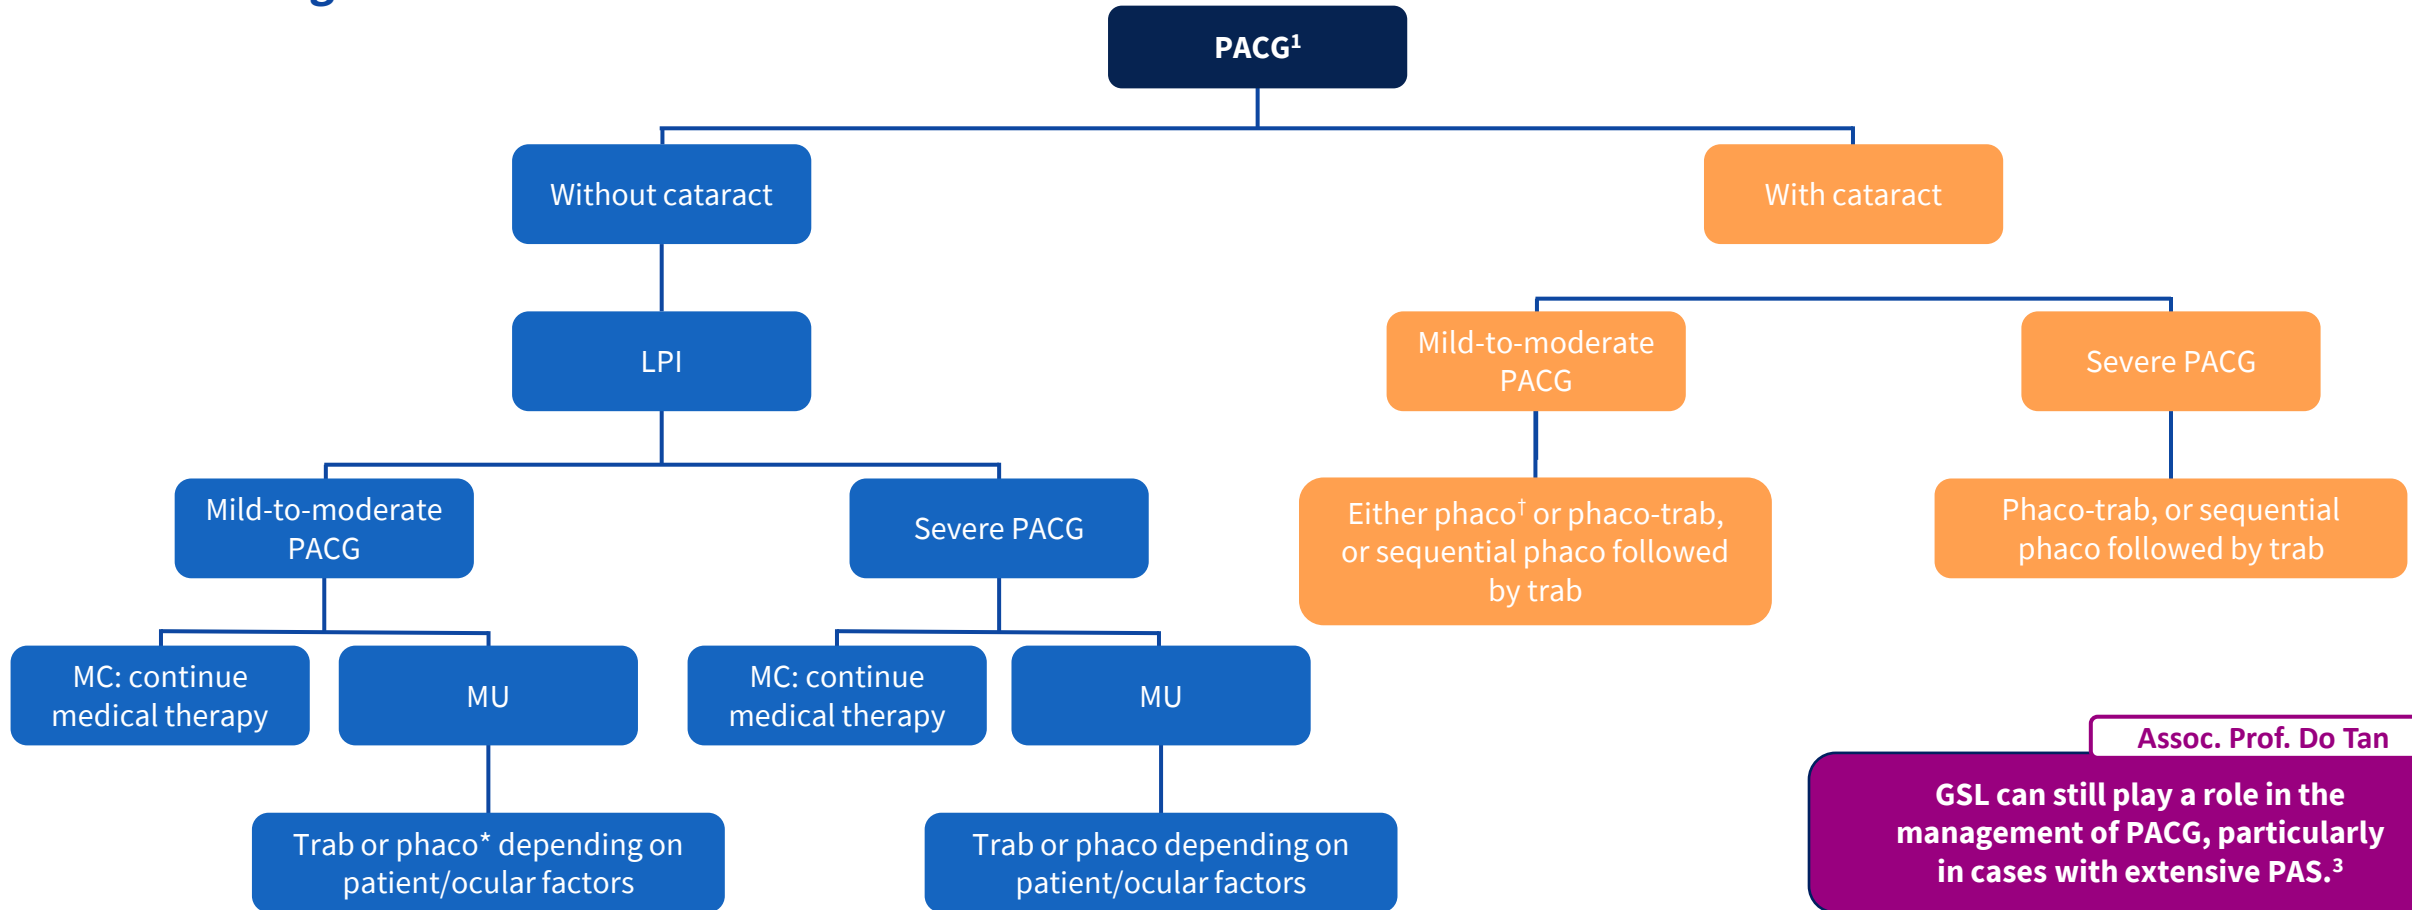 PACG¹
Without cataract
With cataract
LPI
Mild-to-moderate
PACG
Severe PACG
Mild-to-moderate
PACG
Severe PACG
Either phaco† or phaco-trab,
or sequential phaco followed
by trab
Phaco-trab, or sequential
phaco followed by trab
MC: continue
medical therapy
MU
MC: continue
medical therapy
MU
Trab or phaco* depending on
patient/ocular factors
Trab or phaco depending on
patient/ocular factors
Assoc. Prof. Do Tan
GSL can still play a role in the
management of PACG, particularly
in cases with extensive PAS.³